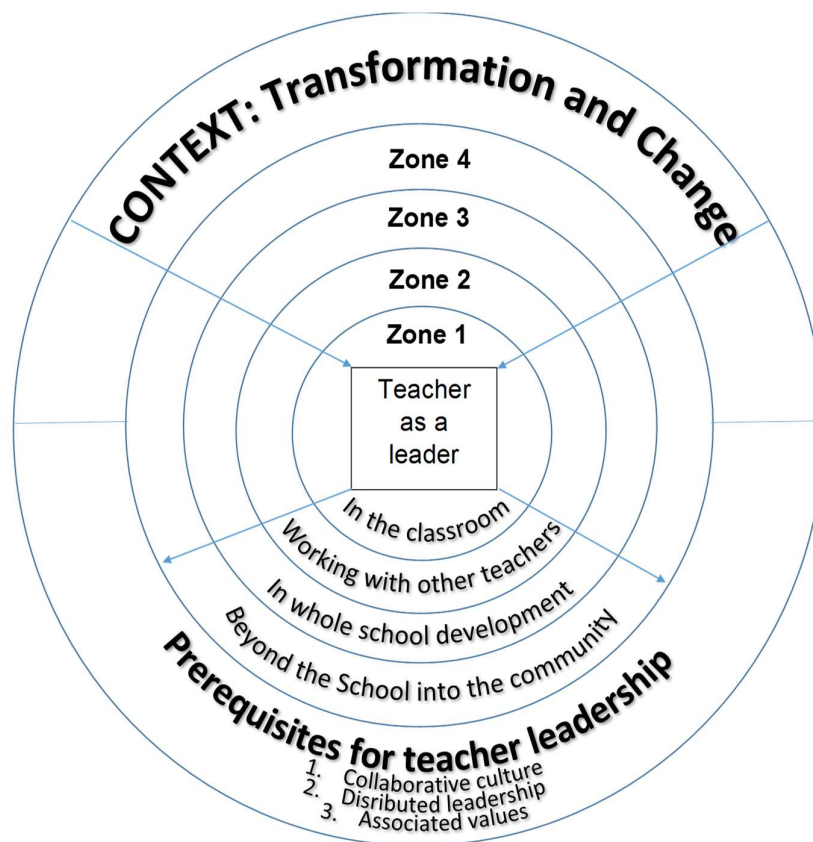 CONTEXT: Transformation and Change
Zone 4
Zone 3
Zone 2
Zone 1
Teacher
as a
leader
In the classroom
Working with other teachers
In whole school development
Beyond the School into the community
Prerequisites for teacher leadership
1. Collaborative culture
2. Disributed leadership
3. Associated values